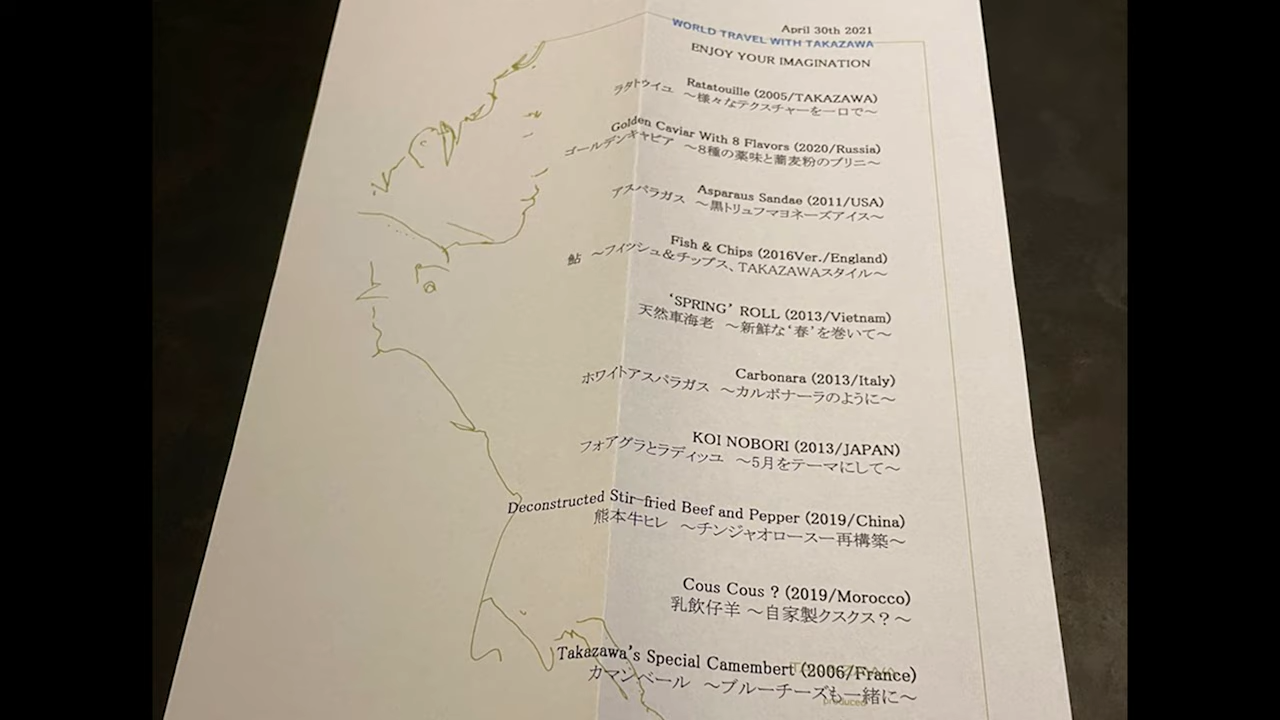 April 30th 2021
WORLD TRAVEL WITH TAKAZAWA
ENJOY YOUR IMAGINATION
Ratatouille (2005/TAKAZAWA)
ラタトゥイユ ～様々なテクスチャーを一口で～
Golden Caviar With 8 Flavors (2020/Russia)
ゴールデンキャビア ～8種の薬味と蕎麦粉のブリニ～
Asparaus Sandae (2011/USA)
アスパラガス ～黒トリュフマヨネーズアイス～
Fish & Chips (2016Ver./England)
鮎 ～フィッシュ＆チップス、TAKAZAWAスタイル～
‘SPRING’ ROLL (2013/Vietnam)
天然車海老 ～新鮮な‘春’を巻いて～
Carbonara (2013/Italy)
ホワイトアスパラガス ～カルボナーラのように～
KOI NOBORI (2013/JAPAN)
フォアグラとラディッシュ ～5月をテーマにして～
Deconstructed Stir-fried Beef and Pepper (2019/China)
熊本牛ヒレ ～チンジャオロースー再構築～
Cous Cous ? (2019/Morocco)
乳飲仔羊 ～自家製クスクス？～
Takazawa's Special Camembert (2006/France)
カマンベール ～ブルーチーズも一緒に～
produced